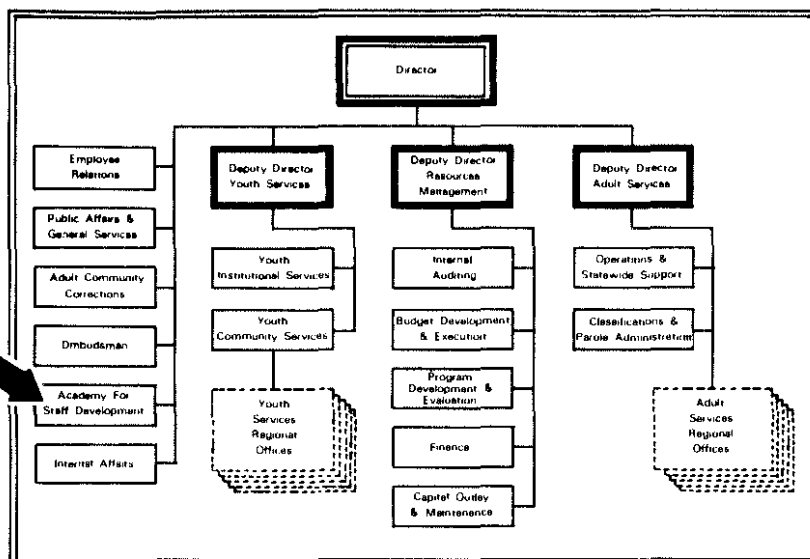 Director
Employee
Relations
Public Affairs &
General Services
Adult Community
Corrections
Ombudsman
Academy For
Staff Development
Internal Affairs
Deputy Director
Youth Services
Youth
Institutional Services
Youth
Community Services
Youth
Services
Regional
Offices
Deputy Director
Resources
Management
Internal
Auditing
Budget Development
& Execution
Program
Development &
Evaluation
Finance
Capital Outlay
& Maintenance
Deputy Director
Adult Services
Operations &
Statewide Support
Classifications &
Parole Administration
Adult
Services
Regional
Offices